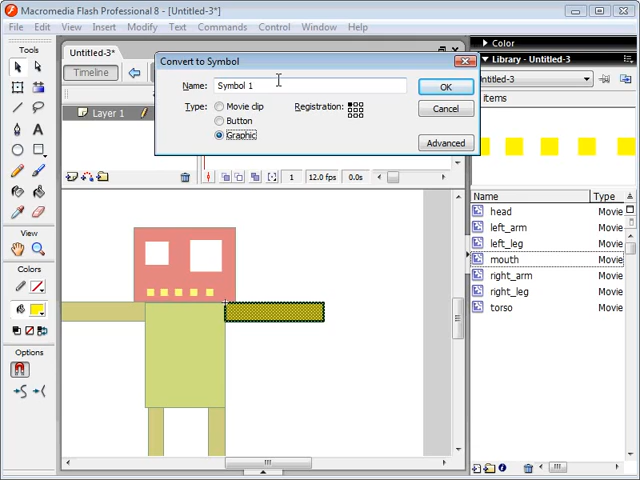 Macromedia Flash Professional 8 - [Untitled-3*]
File Edit View Insert Modify Text Commands Control Window Help
Tools
View
Colors
Options
Untitled-3*
Timeline
Layer 1
1 12.0 fps 0.0s
Convert to Symbol
Name: Symbol 1
Type: Movie clip
Button
Graphic
Registration:
OK
Cancel
Advanced
Color
Library - Untitled-3
Untitled-3
items
Name Type
head Movie
left_arm Movie
left_leg Movie
mouth Movie
right_arm Movie
right_leg Movie
torso Movie